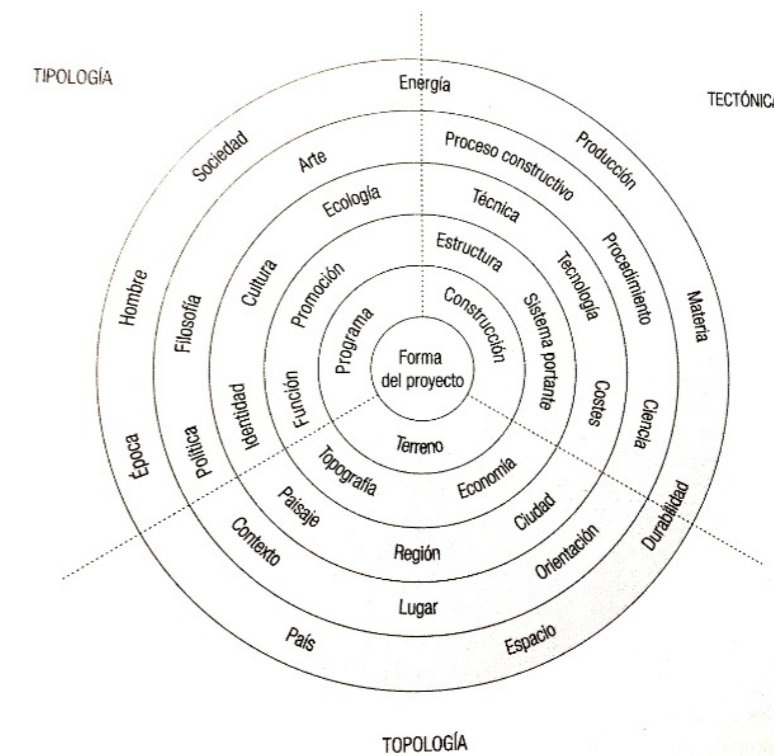 TIPOLOGÍA
TECTÓNICA
Energía
Sociedad
Producción
Arte
Proceso constructivo
Ecología
Técnica
Hombre
Filosofía
Cultura
Promoción
Estructura
Tecnología
Procedimiento
Materia
Programa
Construcción
Sistema portante
Forma
del proyecto
Época
Política
Identidad
Función
Costes
Ciencia
Terreno
Topografía
Economía
Paisaje
Ciudad
Durabilidad
Contexto
Región
Orientación
Lugar
País
Espacio
TOPOLOGÍA